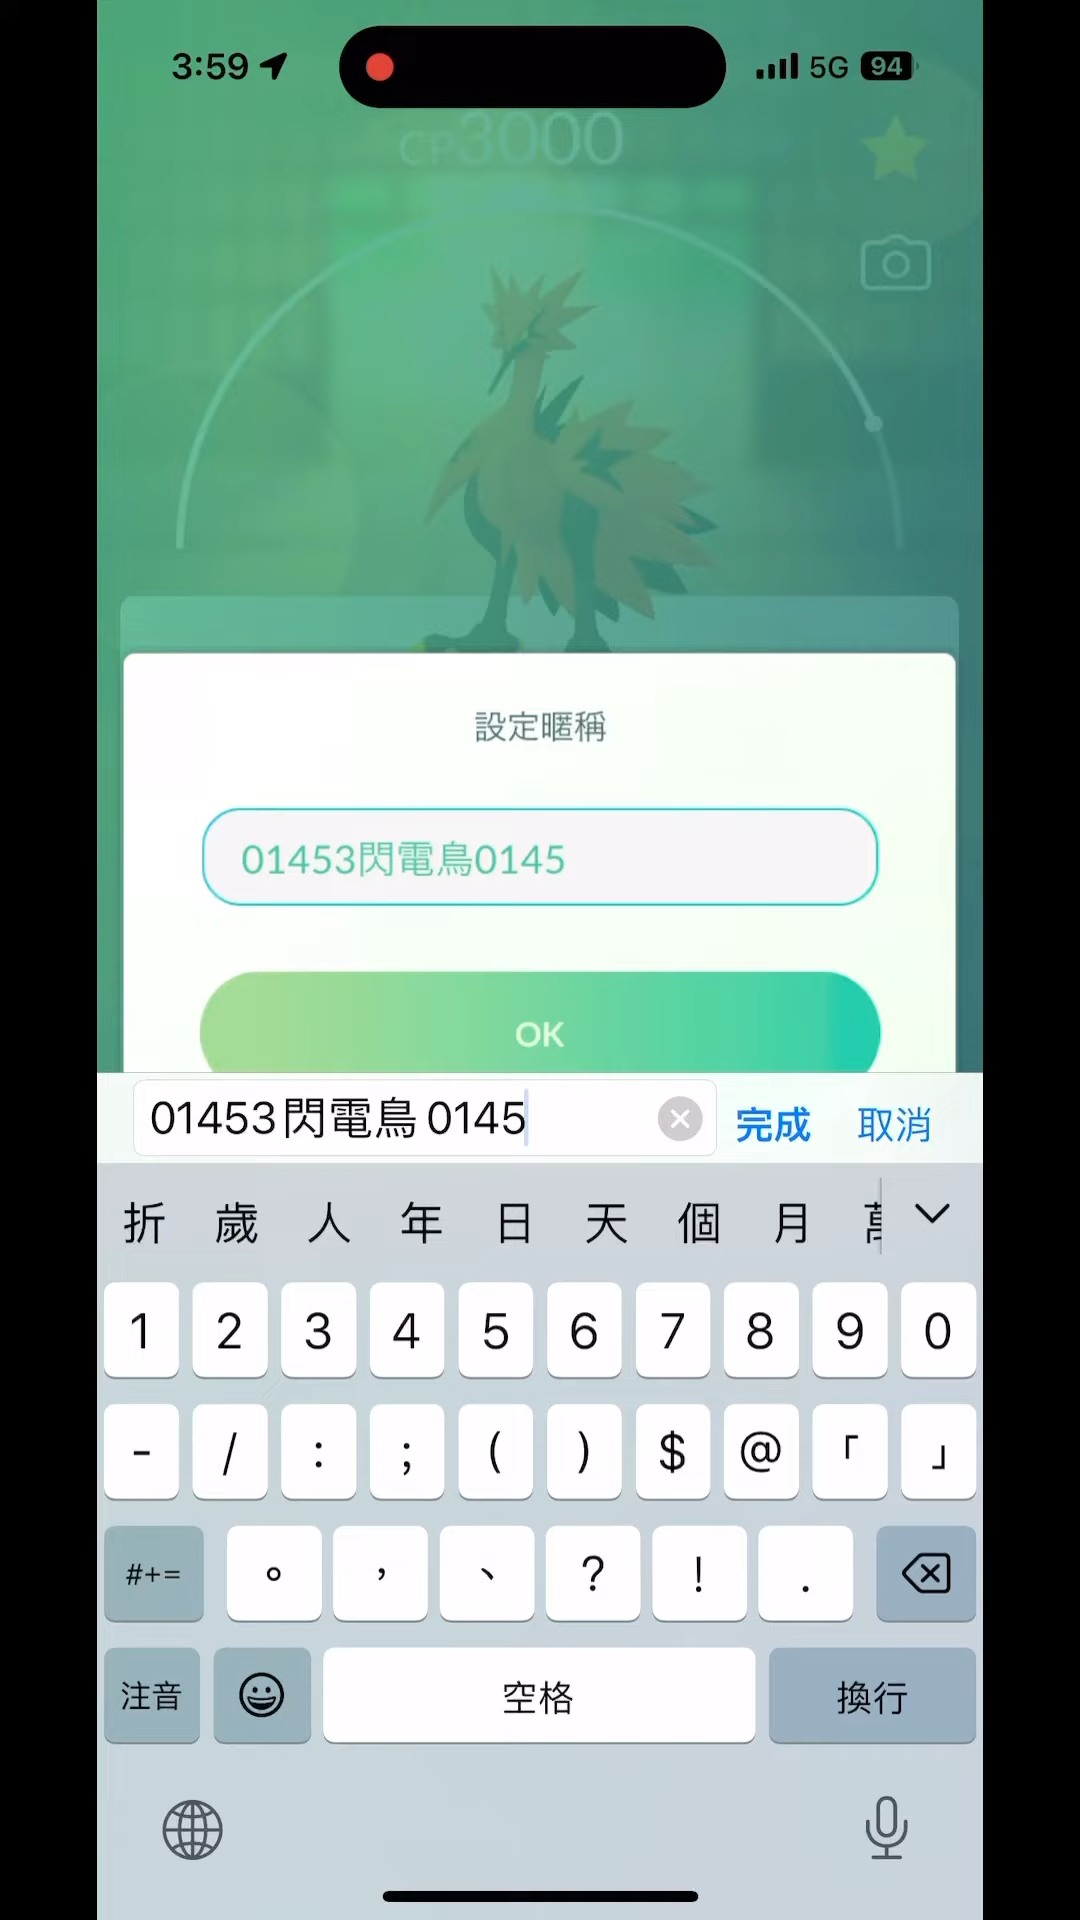 3:59 5G 94
CP3000
設定暱稱
01453閃電鳥0145
OK
01453閃電鳥0145 完成 取消
折 歲 人 年 日 天 個 月
1 2 3 4 5 6 7 8 9 0
- / : ; ( ) $ @ 「 」
#+= 。 , 、 ? ! .
注音 空格 換行